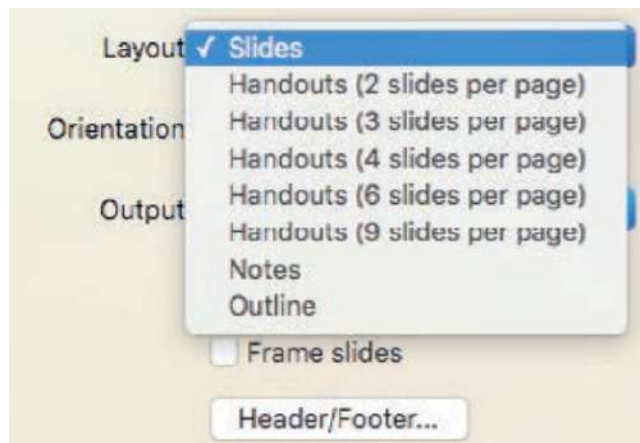 Layout ✓ Slides
Handouts (2 slides per page)
Orientation Handouts (3 slides per page)
Handouts (4 slides per page)
Output Handouts (6 slides per page)
Handouts (9 slides per page)
Notes
Outline
Frame slides
Header/Footer...